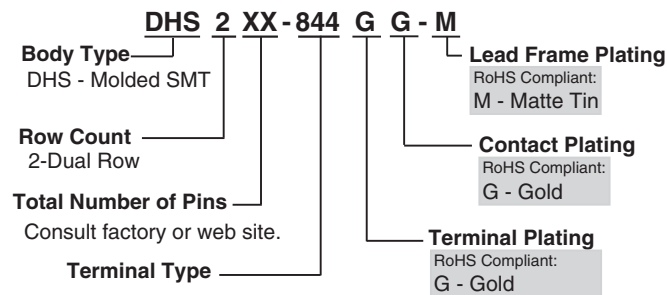 DHS 2 XX - 844 G G - M
Body Type
DHS - Molded SMT
Row Count
2-Dual Row
Total Number of Pins
Consult factory or web site.
Terminal Type
Lead Frame Plating
RoHS Compliant:
M - Matte Tin
Contact Plating
RoHS Compliant:
G - Gold
Terminal Plating
RoHS Compliant:
G - Gold